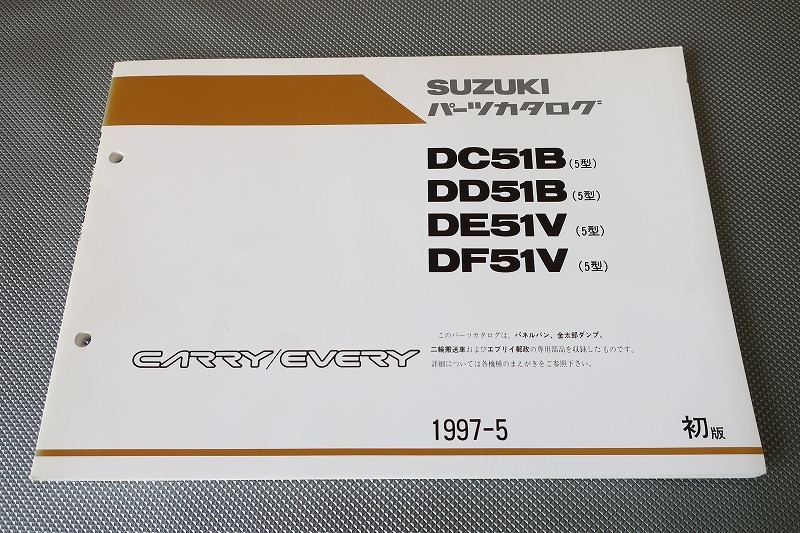 SUZUKI
パーツカタログ
DC51B (5型)
DD51B (5型)
DE51V (5型)
DF51V (5型)
このパーツカタログは、パネルバン、金太郎ダンプ、
二輪搬送車およびエブリイ郵政の専用部品を収録したものです。
詳細については各機種のまえがきをご参照下さい。
CARRY/EVERY
1997-5 初版